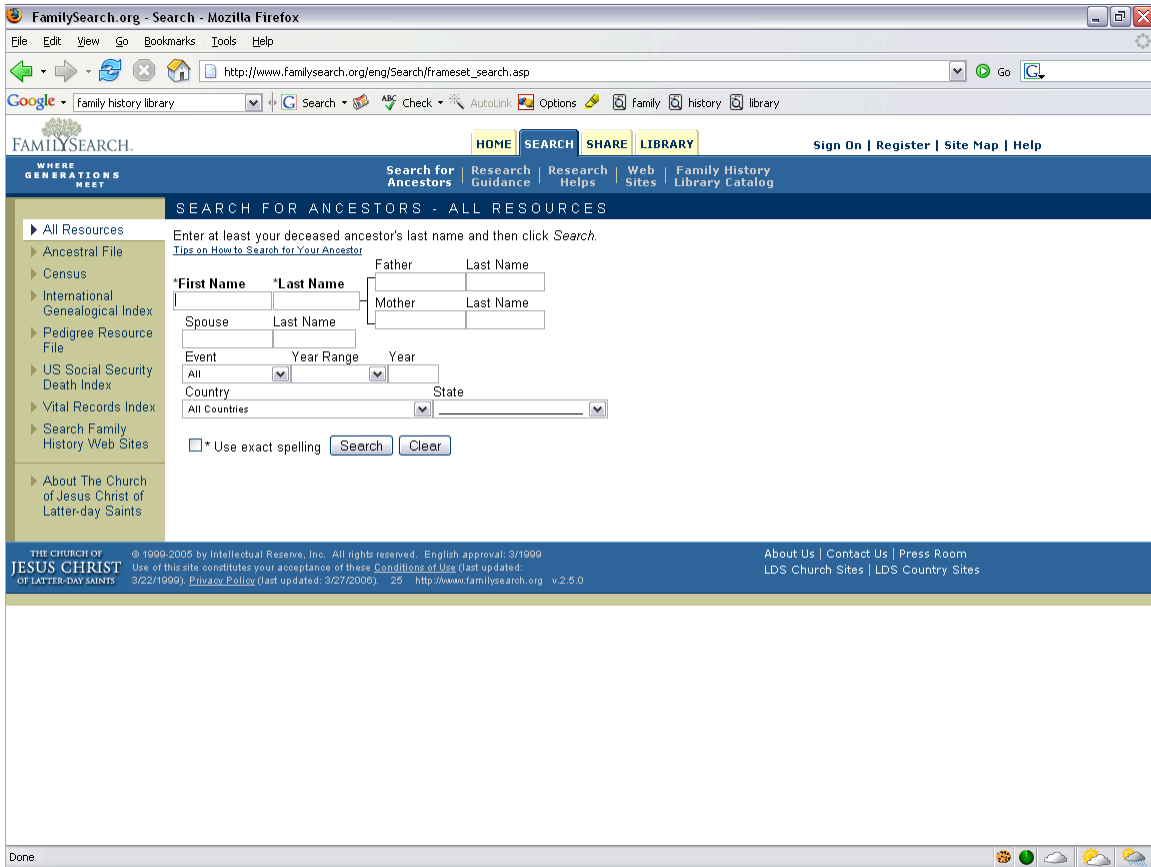 FamilySearch.org - Search - Mozilla Firefox
File Edit View Go Bookmarks Tools Help
http://www.familysearch.org/eng/Search/frameset_search.asp Go G
Google family history library G Search ABC Check AutoLink Options family history library
FAMILYSEARCH.
HOME SEARCH SHARE LIBRARY Sign On | Register | Site Map | Help
WHERE
GENERATIONS
MEET
Search for Ancestors | Research Guidance | Research Helps | Web Sites | Family History Library Catalog
SEARCH FOR ANCESTORS - ALL RESOURCES
All Resources
Ancestral File
Census
International
Genealogical Index
Pedigree Resource
File
US Social Security
Death Index
Vital Records Index
Search Family
History Web Sites
About The Church
of Jesus Christ of
Latter-day Saints
Enter at least your deceased ancestor's last name and then click Search.
Tips on How to Search for Your Ancestor
Father Last Name
*First Name *Last Name
Mother Last Name
Spouse Last Name
Event Year Range Year
All
Country State
All Countries
* Use exact spelling Search Clear
THE CHURCH OF
JESUS CHRIST
OF LATTER-DAY SAINTS
© 1999-2005 by Intellectual Reserve, Inc. All rights reserved. English approval: 3/1999
Use of this site constitutes your acceptance of these Conditions of Use (last updated:
3/22/1999). Privacy Policy (last updated: 3/27/2006). 25 http://www.familysearch.org v.2.5.0
About Us | Contact Us | Press Room
LDS Church Sites | LDS Country Sites
Done